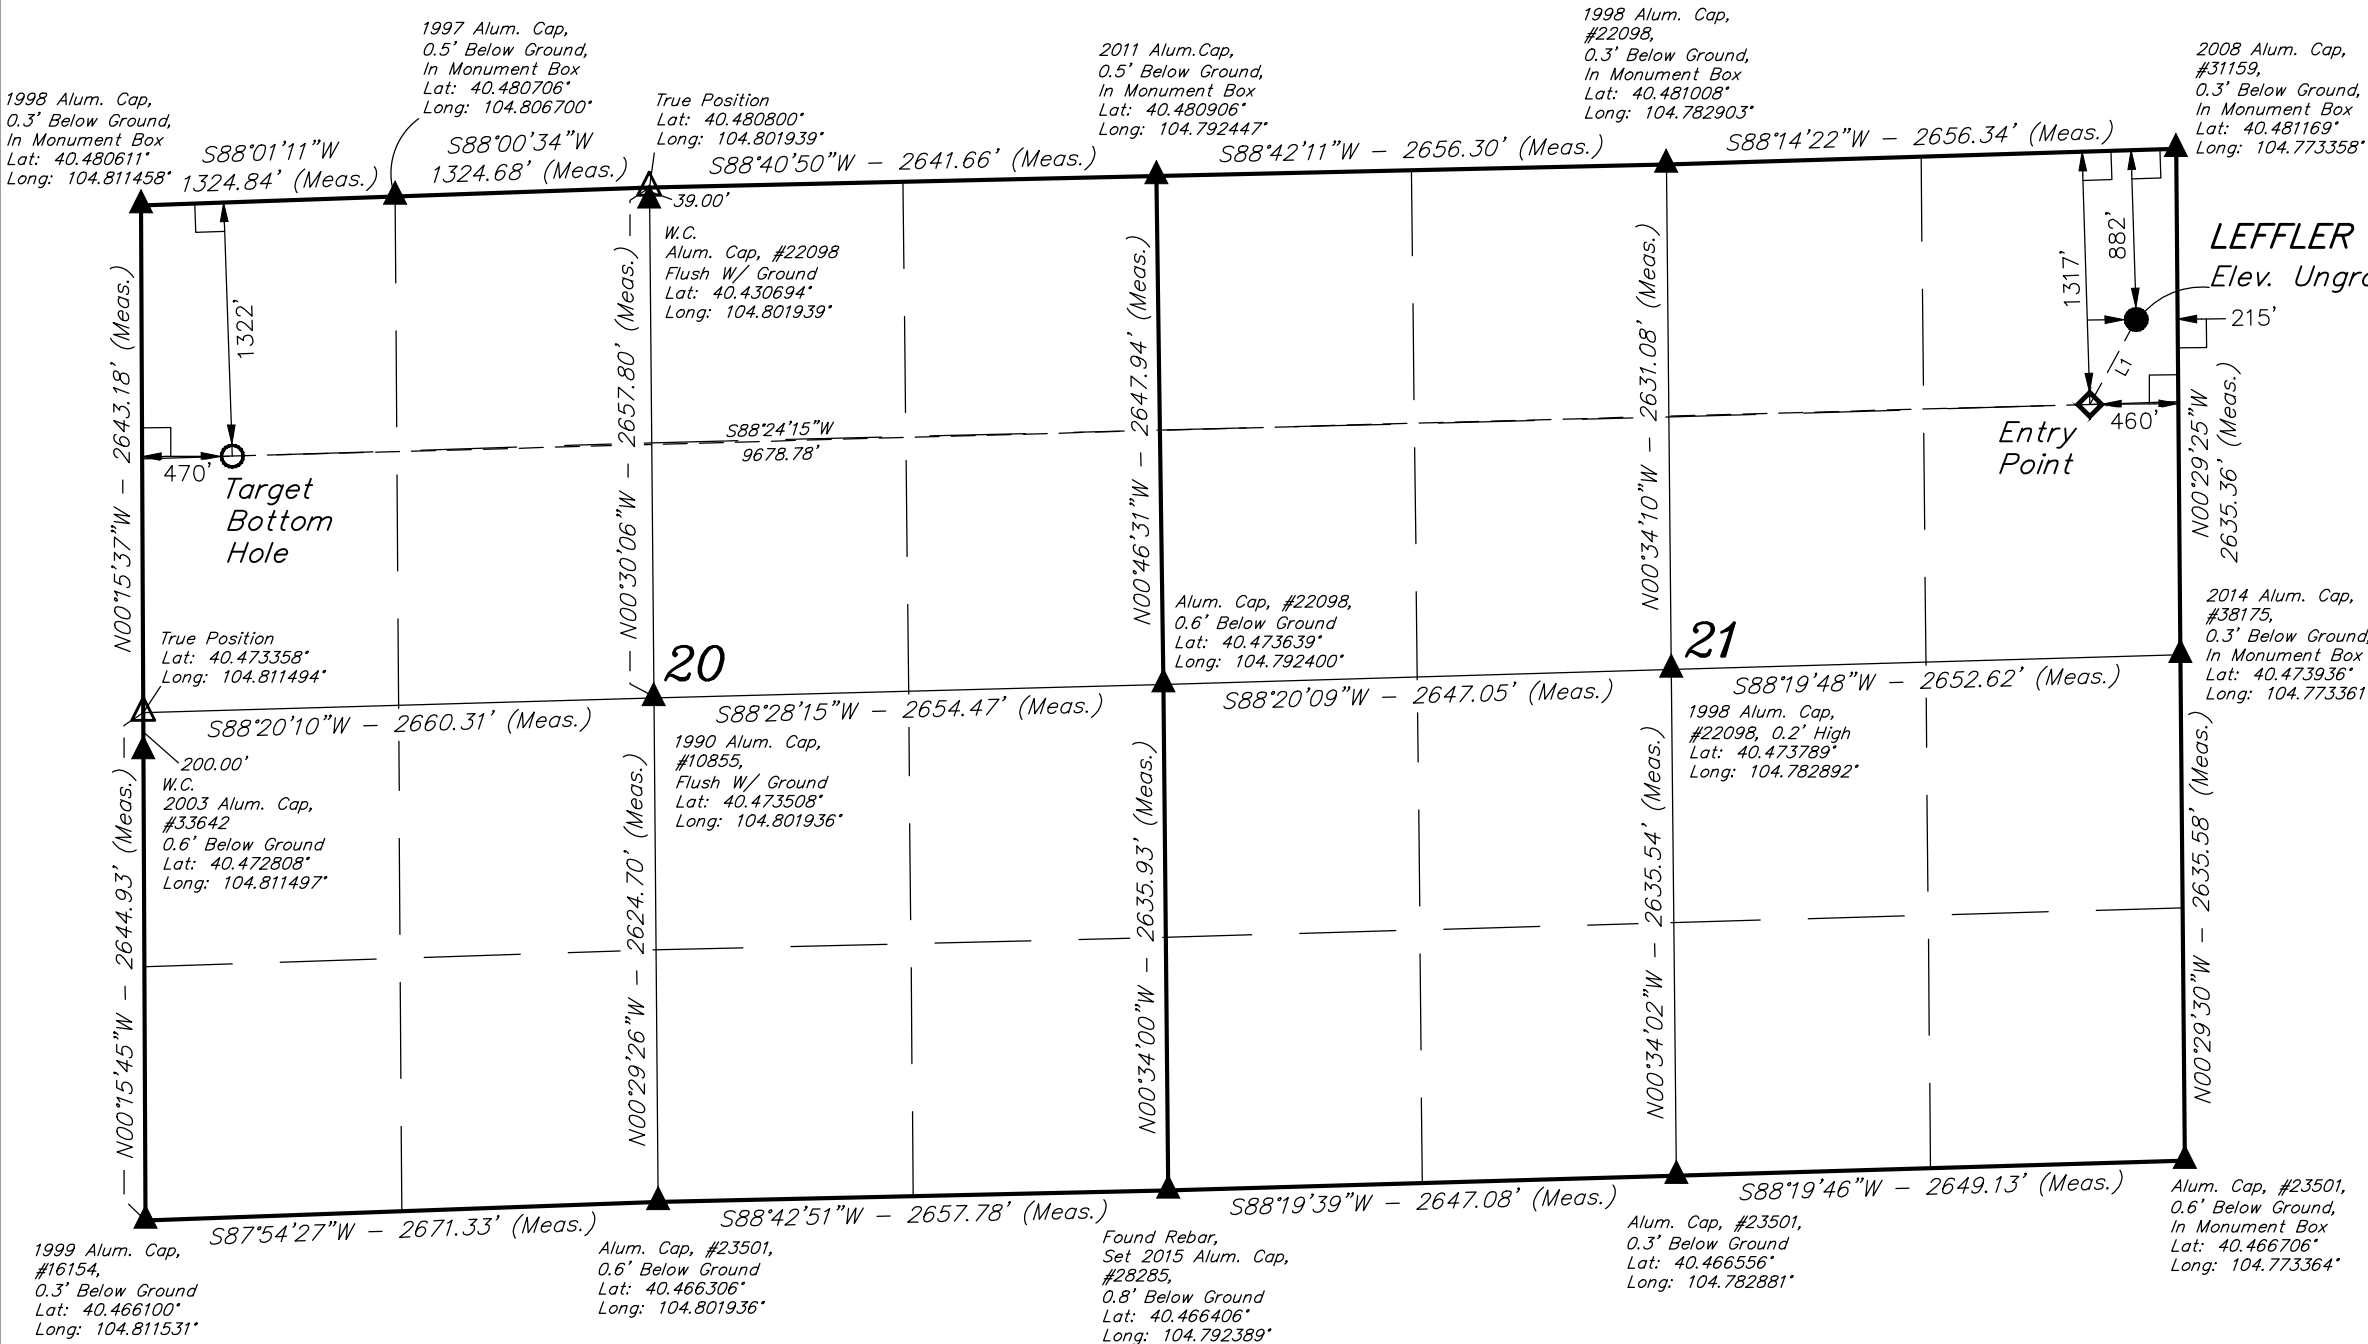 1998 Alum. Cap,
0.3' Below Ground,
In Monument Box
Lat: 40.480611°
Long: 104.811458°
1997 Alum. Cap,
0.5' Below Ground,
In Monument Box
Lat: 40.480706°
Long: 104.806700°
True Position
Lat: 40.480800°
Long: 104.801939°
2011 Alum.Cap,
0.5' Below Ground,
In Monument Box
Lat: 40.480906°
Long: 104.792447°
1998 Alum. Cap,
#22098,
0.3' Below Ground,
In Monument Box
Lat: 40.481008°
Long: 104.782903°
2008 Alum. Cap,
#31159,
0.3' Below Ground,
In Monument Box
Lat: 40.481169°
Long: 104.773358°
S88°01'11"W
1324.84' (Meas.)
S88°00'34"W
1324.68' (Meas.)
S88°40'50"W – 2641.66' (Meas.)
S88°42'11"W – 2656.30' (Meas.)
S88°14'22"W – 2656.34' (Meas.)
39.00'
W.C.
Alum. Cap, #22098
Flush W/ Ground
Lat: 40.430694°
Long: 104.801939°
N00°15'37"W – 2643.18' (Meas.)
1322'
N00°30'06"W – 2657.80' (Meas.)
N00°46'31"W – 2647.94' (Meas.)
N00°34'10"W – 2631.08' (Meas.)
1317'
882'
LEFFLER
Elev. Ungr
215'
L1
460'
N00°29'25"W
2635.36' (Meas.)
Entry
Point
S88°24'15"W
9678.78'
470'
Target
Bottom
Hole
True Position
Lat: 40.473358°
Long: 104.811494°
20
Alum. Cap, #22098,
0.6' Below Ground
Lat: 40.473639°
Long: 104.792400°
21
2014 Alum. Cap,
#38175,
0.3' Below Ground,
In Monument Box
Lat: 40.473936°
Long: 104.773361
S88°20'10"W – 2660.31' (Meas.)
S88°28'15"W – 2654.47' (Meas.)
S88°20'09"W – 2647.05' (Meas.)
S88°19'48"W – 2652.62' (Meas.)
200.00'
W.C.
2003 Alum. Cap,
#33642
0.6' Below Ground
Lat: 40.472808°
Long: 104.811497°
1990 Alum. Cap,
#10855,
Flush W/ Ground
Lat: 40.473508°
Long: 104.801936°
1998 Alum. Cap,
#22098, 0.2' High
Lat: 40.473789°
Long: 104.782892°
N00°15'45"W – 2644.93' (Meas.)
N00°29'26"W – 2624.70' (Meas.)
N00°34'00"W – 2635.93' (Meas.)
N00°34'02"W – 2635.54' (Meas.)
N00°29'30"W – 2635.58' (Meas.)
S87°54'27"W – 2671.33' (Meas.)
S88°42'51"W – 2657.78' (Meas.)
S88°19'39"W – 2647.08' (Meas.)
S88°19'46"W – 2649.13' (Meas.)
1999 Alum. Cap,
#16154,
0.3' Below Ground
Lat: 40.466100°
Long: 104.811531°
Alum. Cap, #23501,
0.6' Below Ground
Lat: 40.466306°
Long: 104.801936°
Found Rebar,
Set 2015 Alum. Cap,
#28285,
0.8' Below Ground
Lat: 40.466406°
Long: 104.792389°
Alum. Cap, #23501,
0.3' Below Ground
Lat: 40.466556°
Long: 104.782881°
Alum. Cap, #23501,
0.6' Below Ground,
In Monument Box
Lat: 40.466706°
Long: 104.773364°